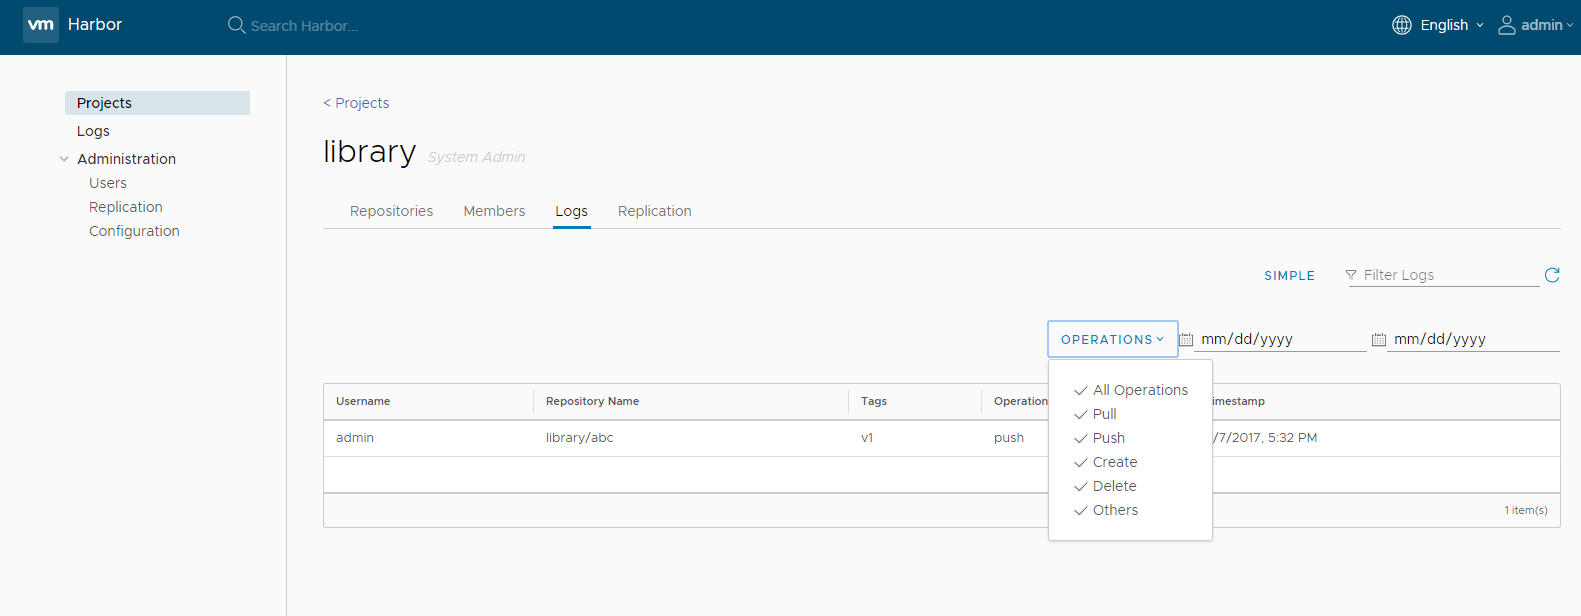 vm Harbor Search Harbor... English admin
Projects
Logs
Administration
Users
Replication
Configuration
< Projects
library System Admin
Repositories Members Logs Replication
SIMPLE Filter Logs
OPERATIONS mm/dd/yyyy mm/dd/yyyy
All Operations
Pull
Push
Create
Delete
Others
Username Repository Name Tags Operation imestamp
admin library/abc v1 push /7/2017, 5:32 PM
1 item(s)